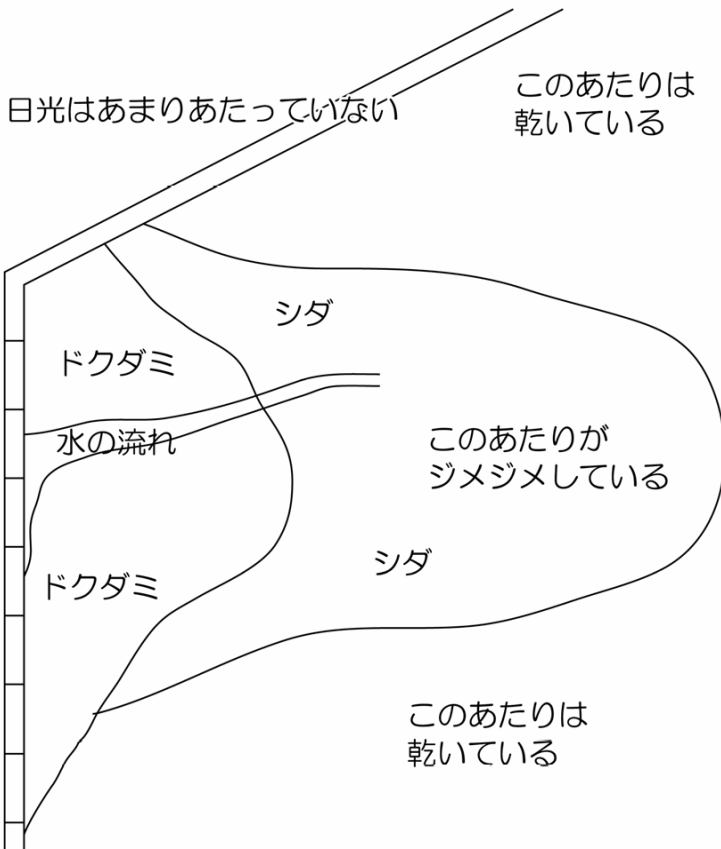 日光はあまりあたっていない
このあたりは
乾いている
シダ
ドクダミ
水の流れ
このあたりが
ジメジメしている
シダ
ドクダミ
このあたりは
乾いている